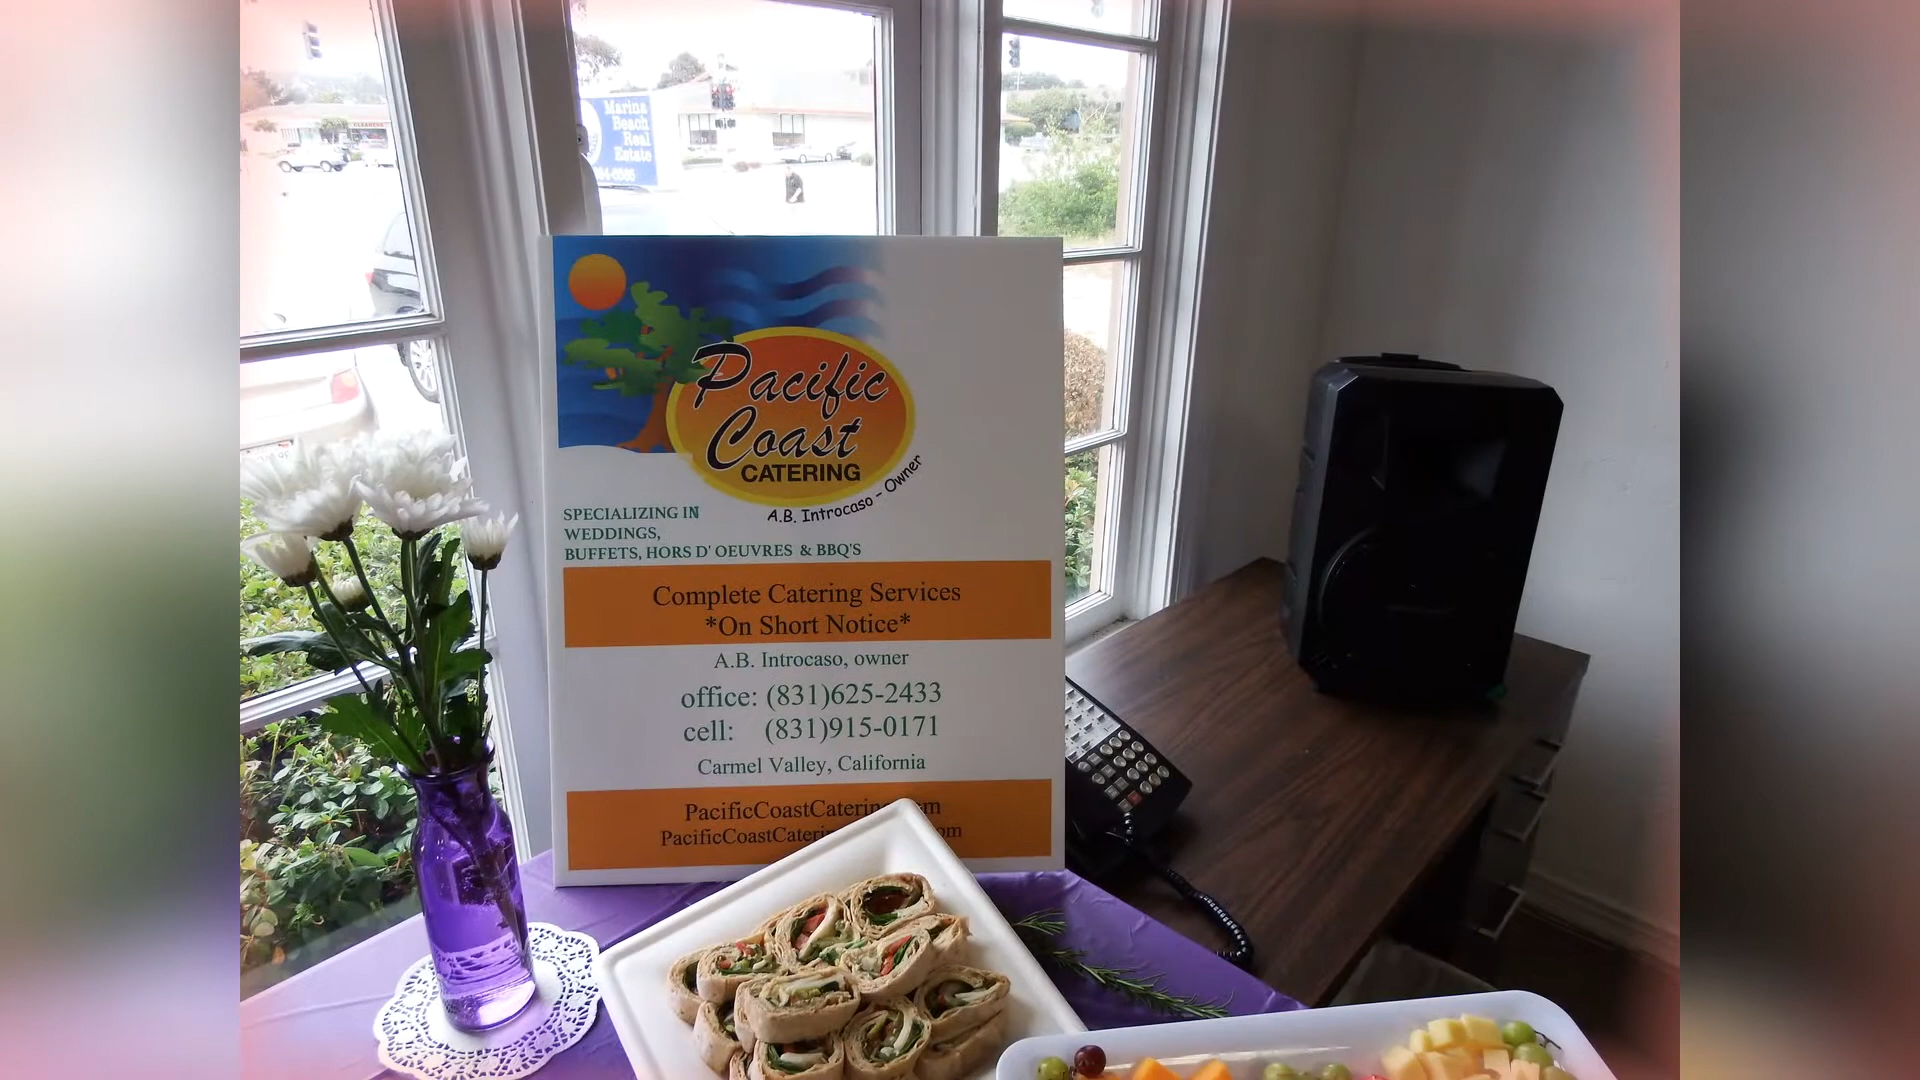 CLEANERS
Marina
Beach
Real
Estate
Pacific
Coast
CATERING
A.B. Introcaso - Owner
SPECIALIZING IN
WEDDINGS,
BUFFETS, HORS D' OEUVRES & BBQ'S
Complete Catering Services
*On Short Notice*
A.B. Introcaso, owner
office: (831)625-2433
cell: (831)915-0171
Carmel Valley, California